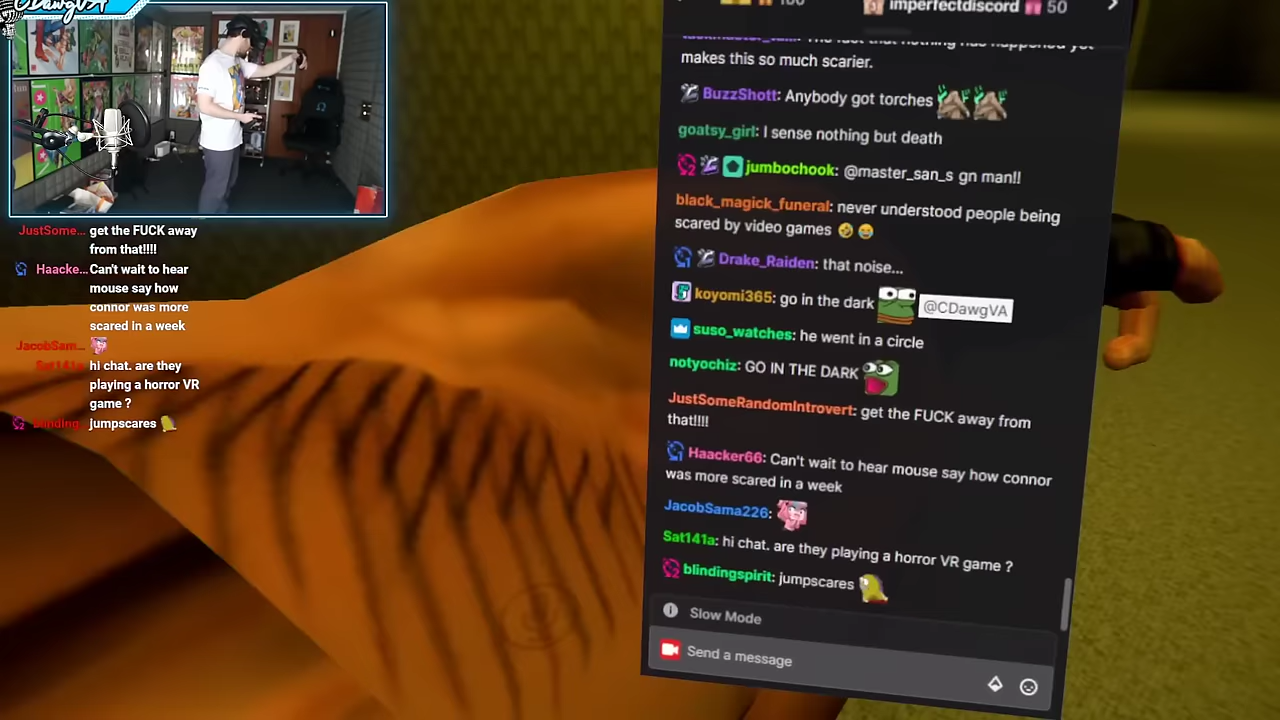 CDawgVA
JustSome... get the FUCK away
from that!!!!
Haacke... Can't wait to hear
mouse say how
connor was more
scared in a week
JacobSam...
Sat141a hi chat. are they
playing a horror VR
game ?
jumpscares
100
imperfectdiscord 50
makes this so much scarier.
BuzzShott: Anybody got torches
goatsy_girl: I sense nothing but death
jumbochook: @master_san_s gn man!!
black_magick_funeral: never understood people being
scared by video games
Drake_Raiden: that noise...
koyomi365: go in the dark @CDawgVA
suso_watches: he went in a circle
notyochiz: GO IN THE DARK
JustSomeRandomIntrovert: get the FUCK away from
that!!!!
Haacker66: Can't wait to hear mouse say how connor
was more scared in a week
JacobSama226:
Sat141a: hi chat. are they playing a horror VR game ?
blindingspirit: jumpscares
Slow Mode
Send a message